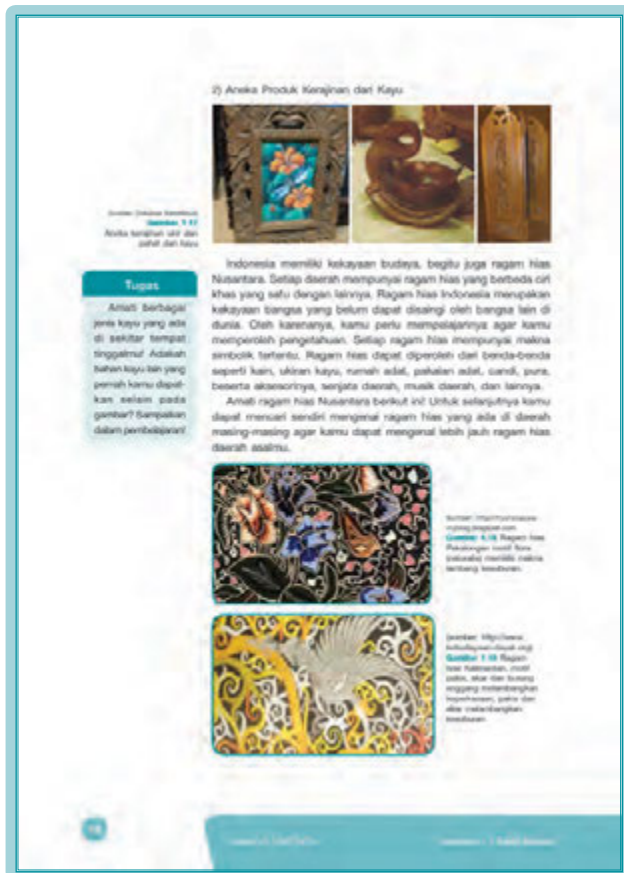 2) Aneka Produk Kerajinan dari Kayu
Gambar 1.17
Aneka kerajinan ukir dan
pahat dari kayu
Tugas
Amati berbagai
jenis kayu yang ada
di sekitar tempat
tinggalmu! Adakah
bahan kayu lain yang
pernah kamu dapat-
kan selain pada
gambar? Sampaikan
dalam pembelajaran!
Indonesia memiliki kekayaan budaya, begitu juga ragam hias
Nusantara. Setiap daerah mempunyai ragam hias yang berbeda ciri
khas yang satu dengan lainnya. Ragam hias Indonesia merupakan
kekayaan bangsa yang belum dapat disaingi oleh bangsa lain di
dunia. Oleh karenanya, kamu perlu mempelajarinya agar kamu
memperoleh pengetahuan. Setiap ragam hias mempunyai makna
simbolik tertentu. Ragam hias dapat diperoleh dari benda-benda
seperti kain, ukiran kayu, rumah adat, pakaian adat, candi, pura,
beserta aksesorinya, senjata daerah, musik daerah, dan lainnya.
Amati ragam hias Nusantara berikut ini! Untuk selanjutnya kamu
dapat mencari sendiri mengenai ragam hias yang ada di daerah
masing-masing agar kamu dapat mengenal lebih jauh ragam hias
daerah asalmu.
Gambar 1.18 Ragam hias
Pekalongan motif flora
(naturalis) memiliki makna
lambang kesuburan.
Gambar 1.19 Ragam
hias Kalimantan, motif
pakis, akar dan burung
enggang melambangkan
keperkasaan, pakis dan
akar melambangkan
kesuburan